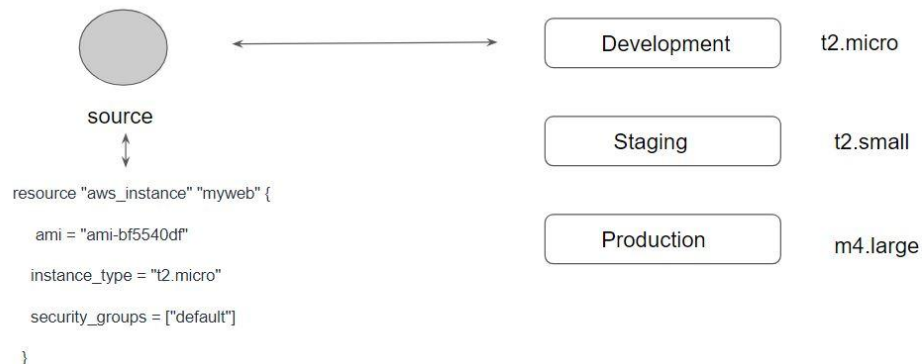 Development t2.micro
source
Staging t2.small
resource "aws_instance" "myweb" {
ami = "ami-bf5540df"
Production m4.large
instance_type = "t2.micro"
security_groups = ["default"]
}